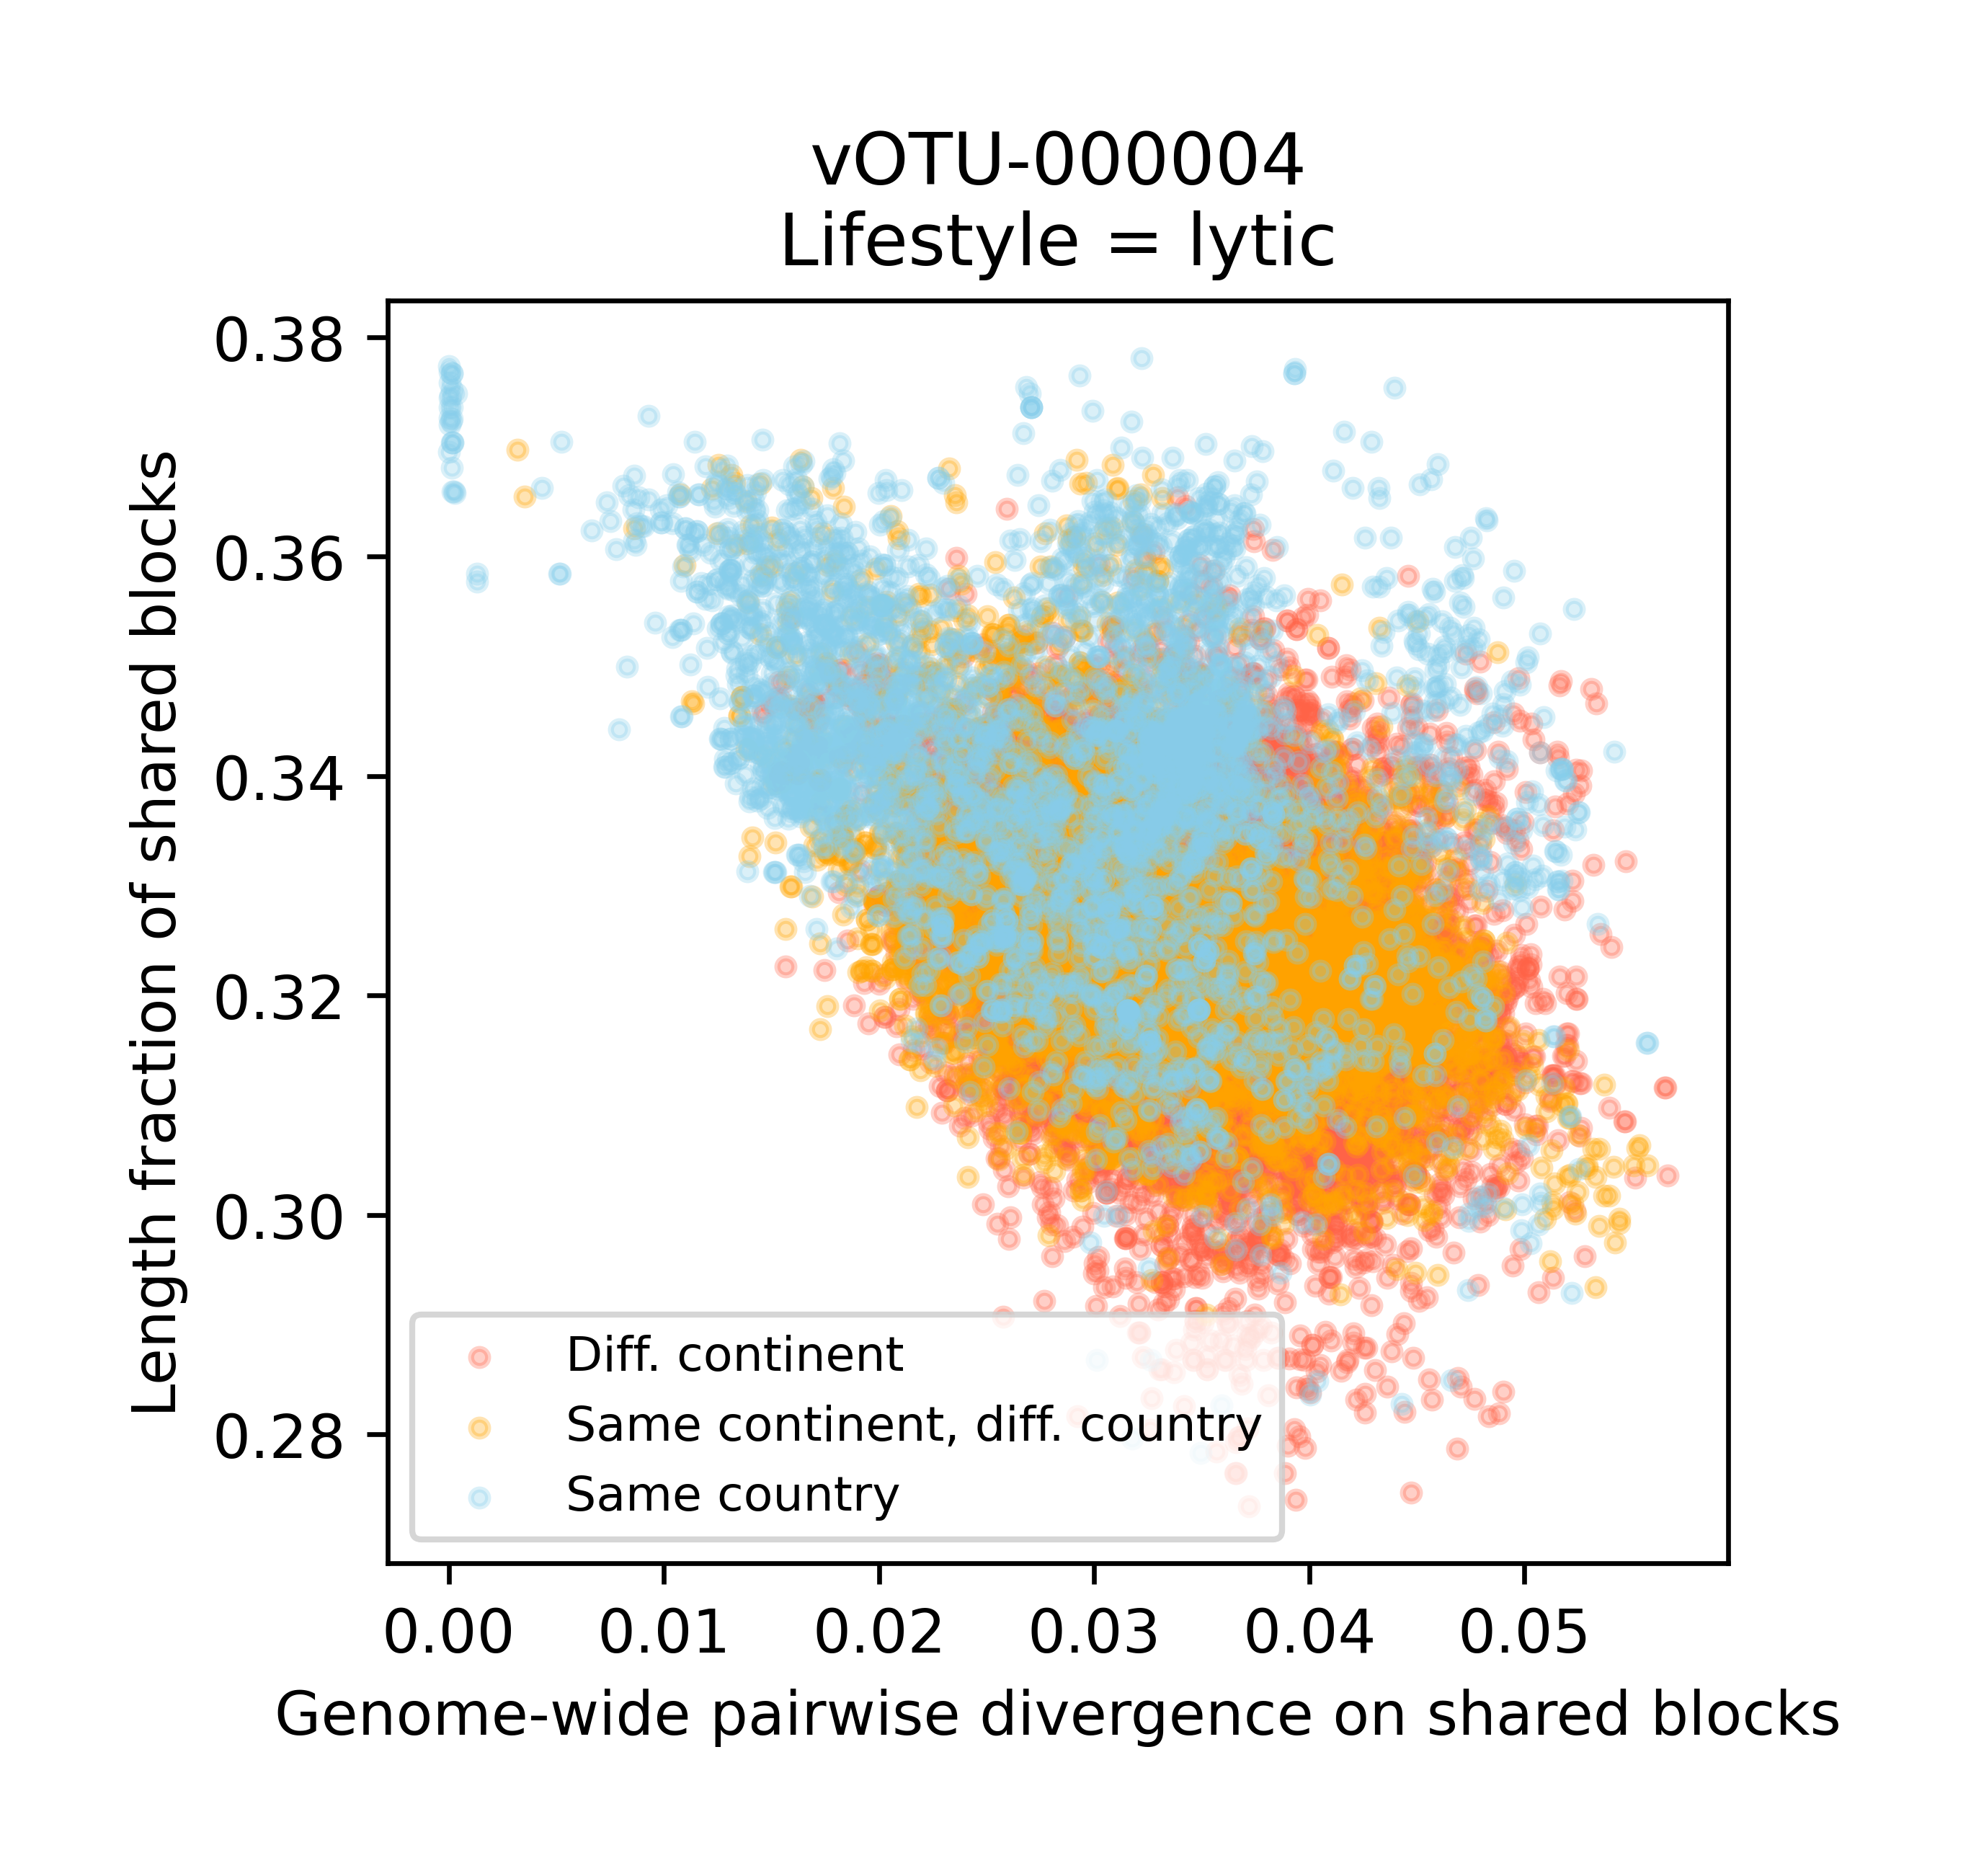 vOTU-000004
Lifestyle = lytic
Length fraction of shared blocks
0.38
0.36
0.34
0.32
0.30
0.28
Diff. continent
Same continent, diff. country
Same country
0.00 0.01 0.02 0.03 0.04 0.05
Genome-wide pairwise divergence on shared blocks